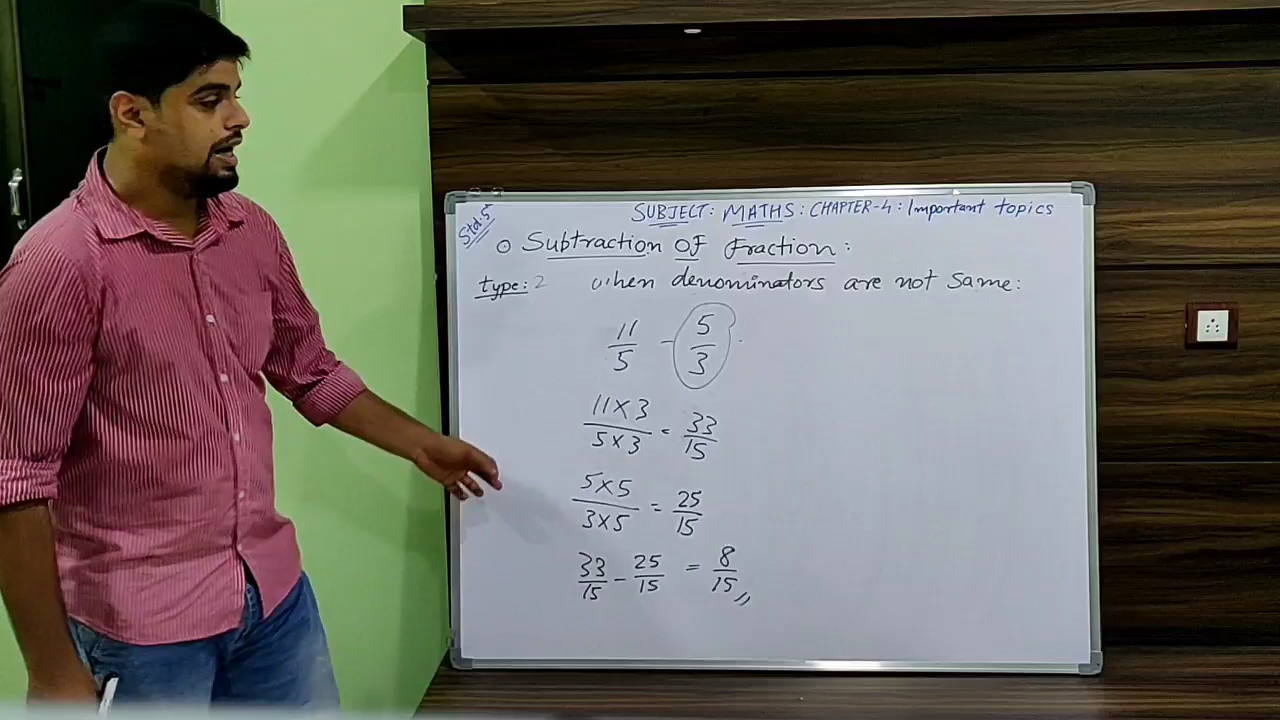 Std:5
SUBJECT: MATHS: CHAPTER-4: Important topics
Subtraction OF Fraction:
type: 2 when denominators are not same:
11/5 - 5/3
11×3/5×3 = 33/15
5×5/3×5 = 25/15
33/15 - 25/15 = 8/15